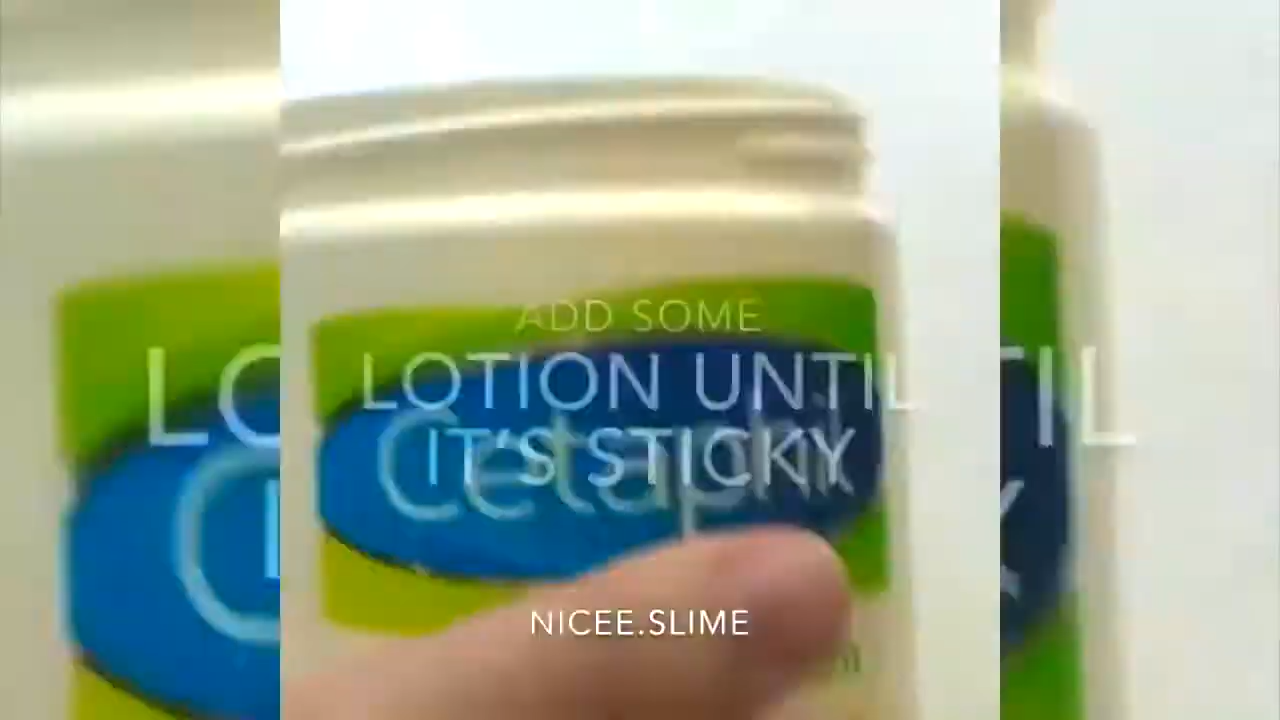 ADD SOME
LOTION UNTIL
IT'S STICKY
Cetaphil
NICEE.SLIME